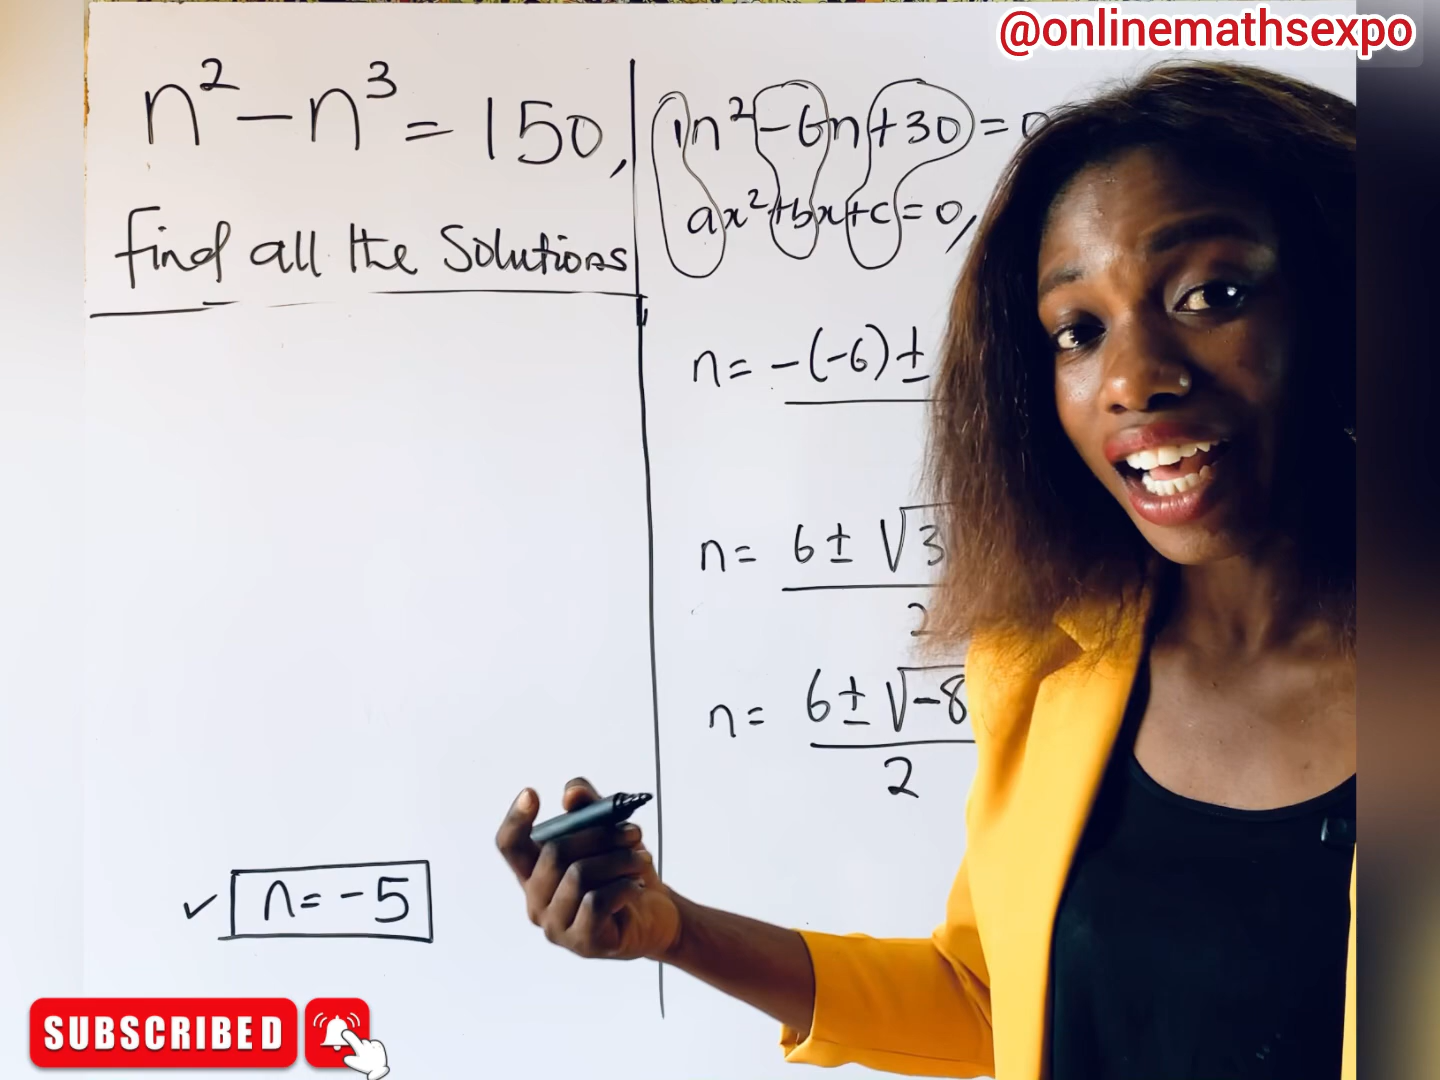 @onlinemathsexpo
n² - n³ = 150,
Find all the Solutions
n = -5
SUBSCRIBED
1n² - 6n + 30 = 0
ax² + bx + c = 0,
n = -(-6) ±
n = 6 ± √3
2
n = 6 ± √-8
2